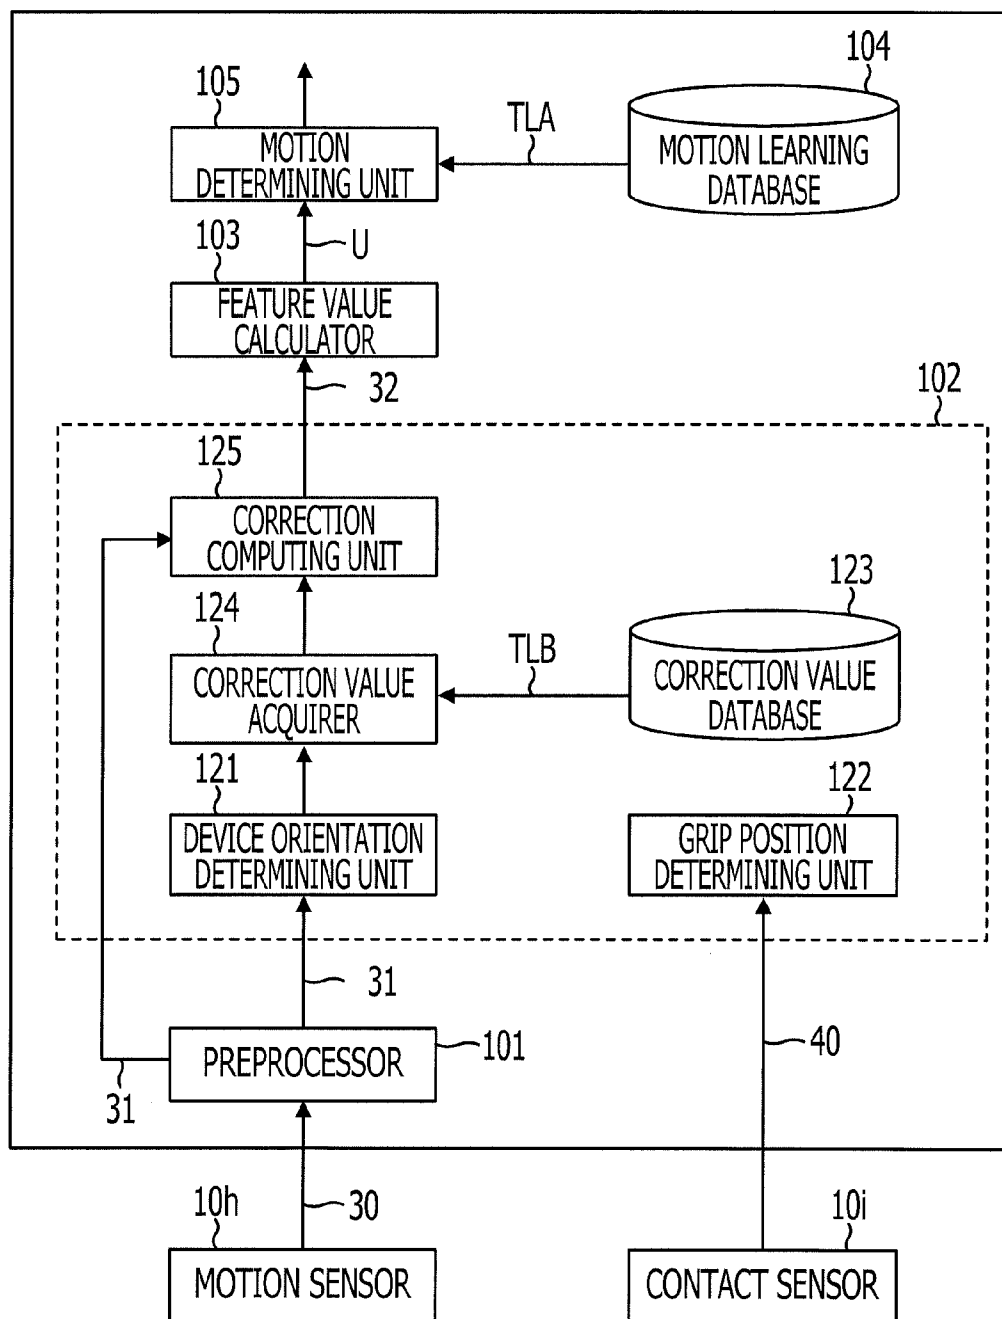 105
104
MOTION
DETERMINING UNIT
TLA
MOTION LEARNING
DATABASE
103
U
FEATURE VALUE
CALCULATOR
32
102
125
CORRECTION
COMPUTING UNIT
124
123
TLB
CORRECTION VALUE
ACQUIRER
CORRECTION VALUE
DATABASE
121
122
DEVICE ORIENTATION
DETERMINING UNIT
GRIP POSITION
DETERMINING UNIT
31
PREPROCESSOR
101
40
31
10h
30
10i
MOTION SENSOR
CONTACT SENSOR